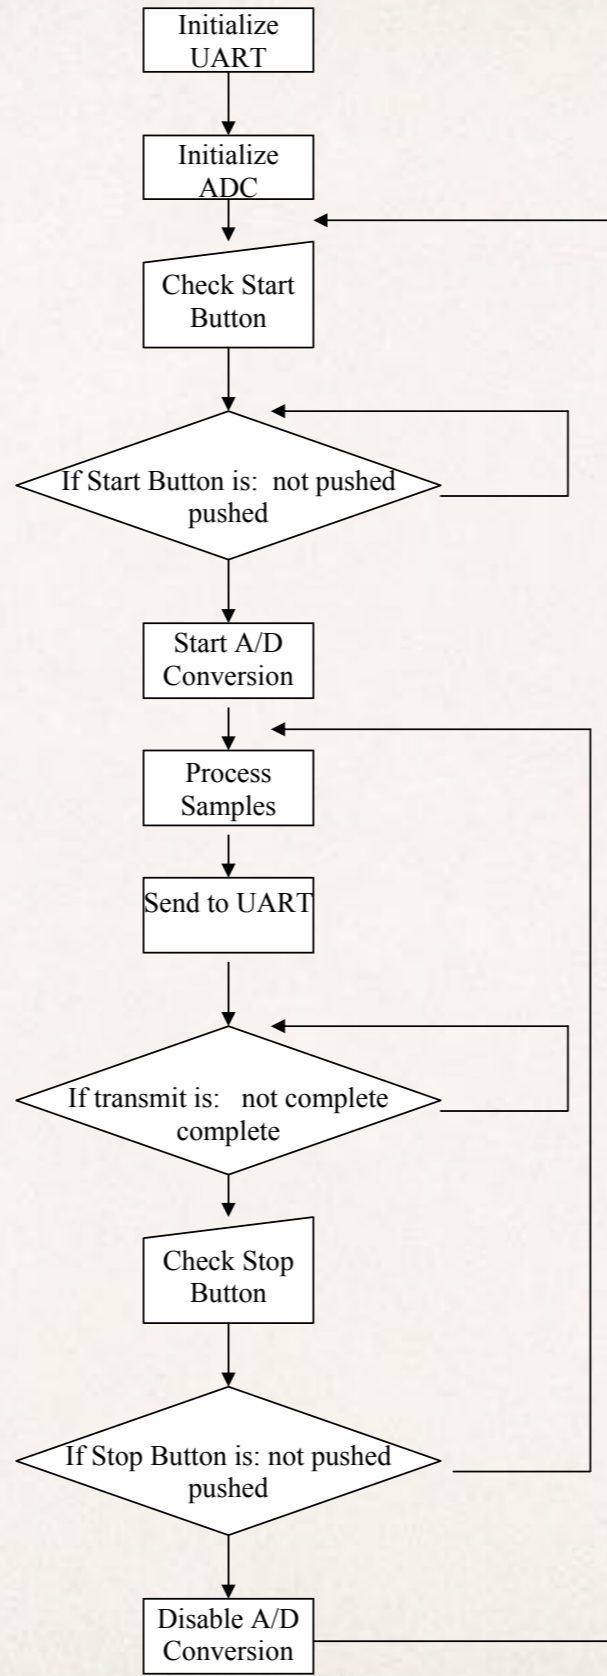 Initialize
UART
Initialize
ADC
Check Start
Button
If Start Button is: not pushed
pushed
Start A/D
Conversion
Process
Samples
Send to UART
If transmit is: not complete
complete
Check Stop
Button
If Stop Button is: not pushed
pushed
Disable A/D
Conversion